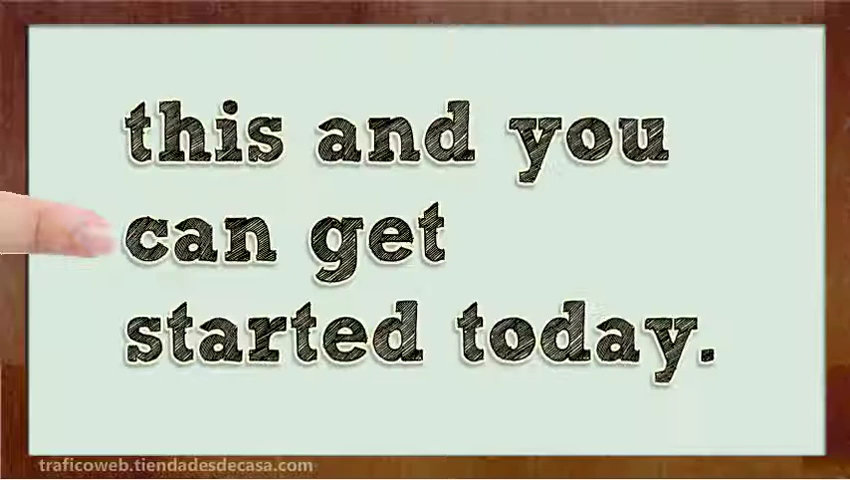 this and you
can get
started today.
traficoweb.tiendadesdecasa.com